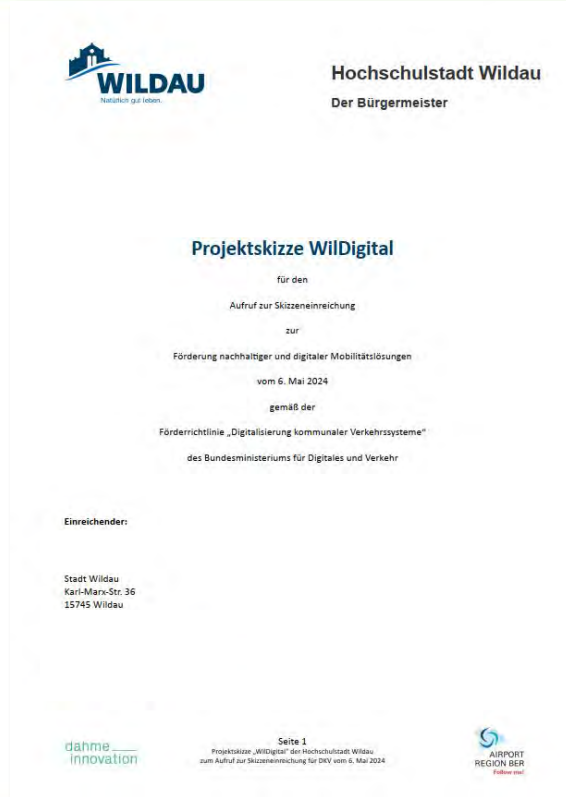 WILDAU
Natürlich gut leben.
Hochschulstadt Wildau
Der Bürgermeister
Projektskizze WilDigital
für den
Aufruf zur Skizzeneinreichung
zur
Förderung nachhaltiger und digitaler Mobilitätslösungen
vom 6. Mai 2024
gemäß der
Förderrichtlinie „Digitalisierung kommunaler Verkehrssysteme“
des Bundesministeriums für Digitales und Verkehr
Einreichender:
Stadt Wildau
Karl-Marx-Str. 36
15745 Wildau
dahme
innovation
Seite 1
Projektskizze „WilDigital“ der Hochschulstadt Wildau
zum Aufruf zur Skizzeneinreichung für DKV vom 6. Mai 2024
AIRPORT
REGION BER
Follow me!